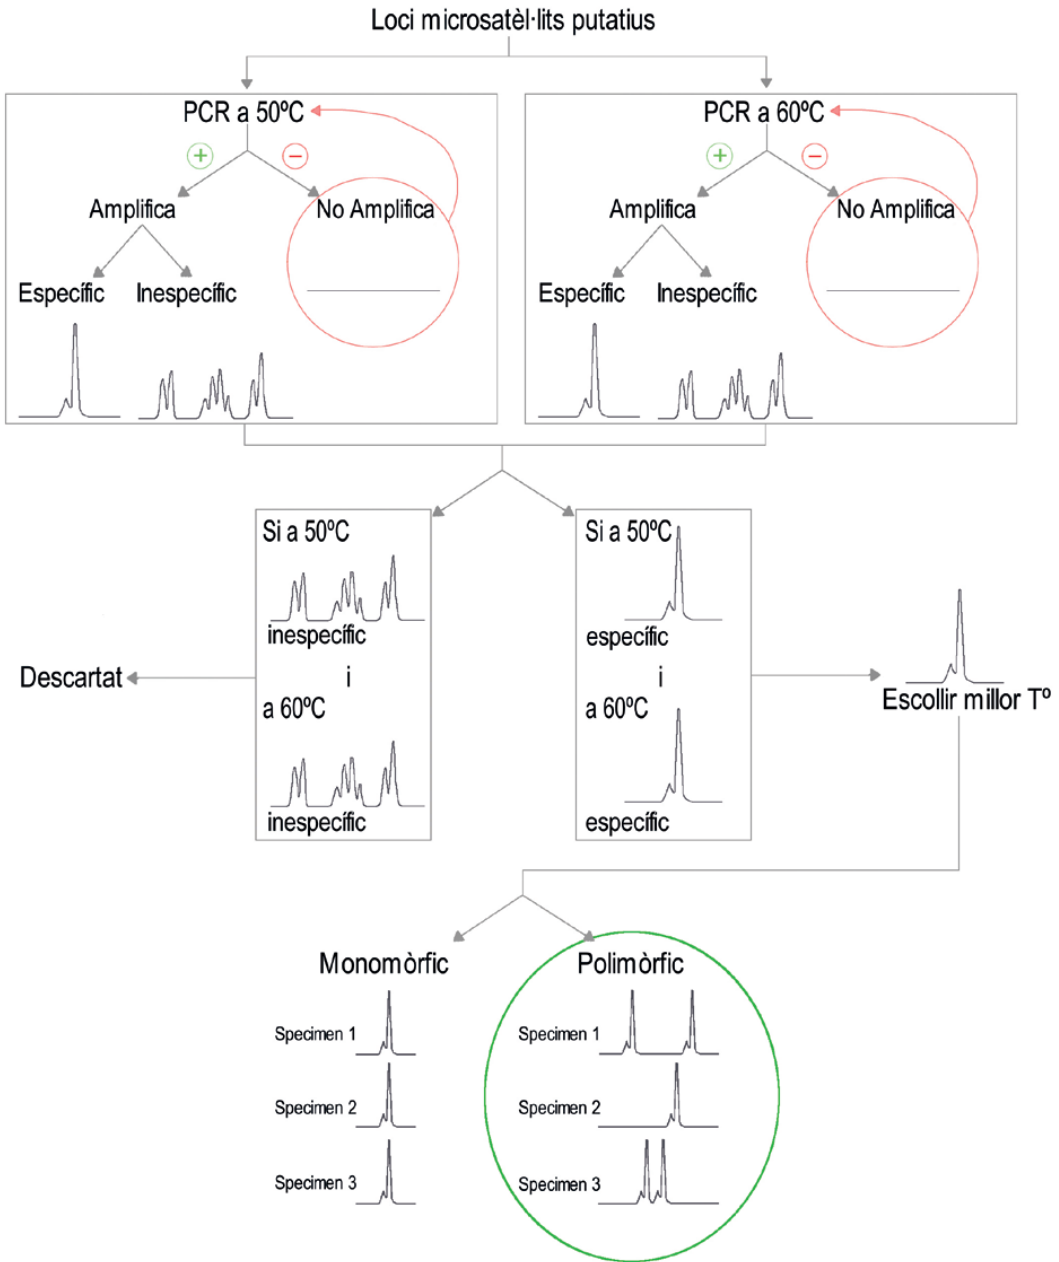 Loci microsatèl·lits putatius
PCR a 50ºC
+
−
Amplifica
No Amplifica
Específic
Inespecífic
PCR a 60ºC
+
−
Amplifica
No Amplifica
Específic
Inespecífic
Si a 50ºC
inespecífic
i
a 60ºC
inespecífic
Si a 50ºC
específic
i
a 60ºC
específic
Descartat
Escollir millor Tº
Monomòrfic
Specimen 1
Specimen 2
Specimen 3
Polimòrfic
Specimen 1
Specimen 2
Specimen 3